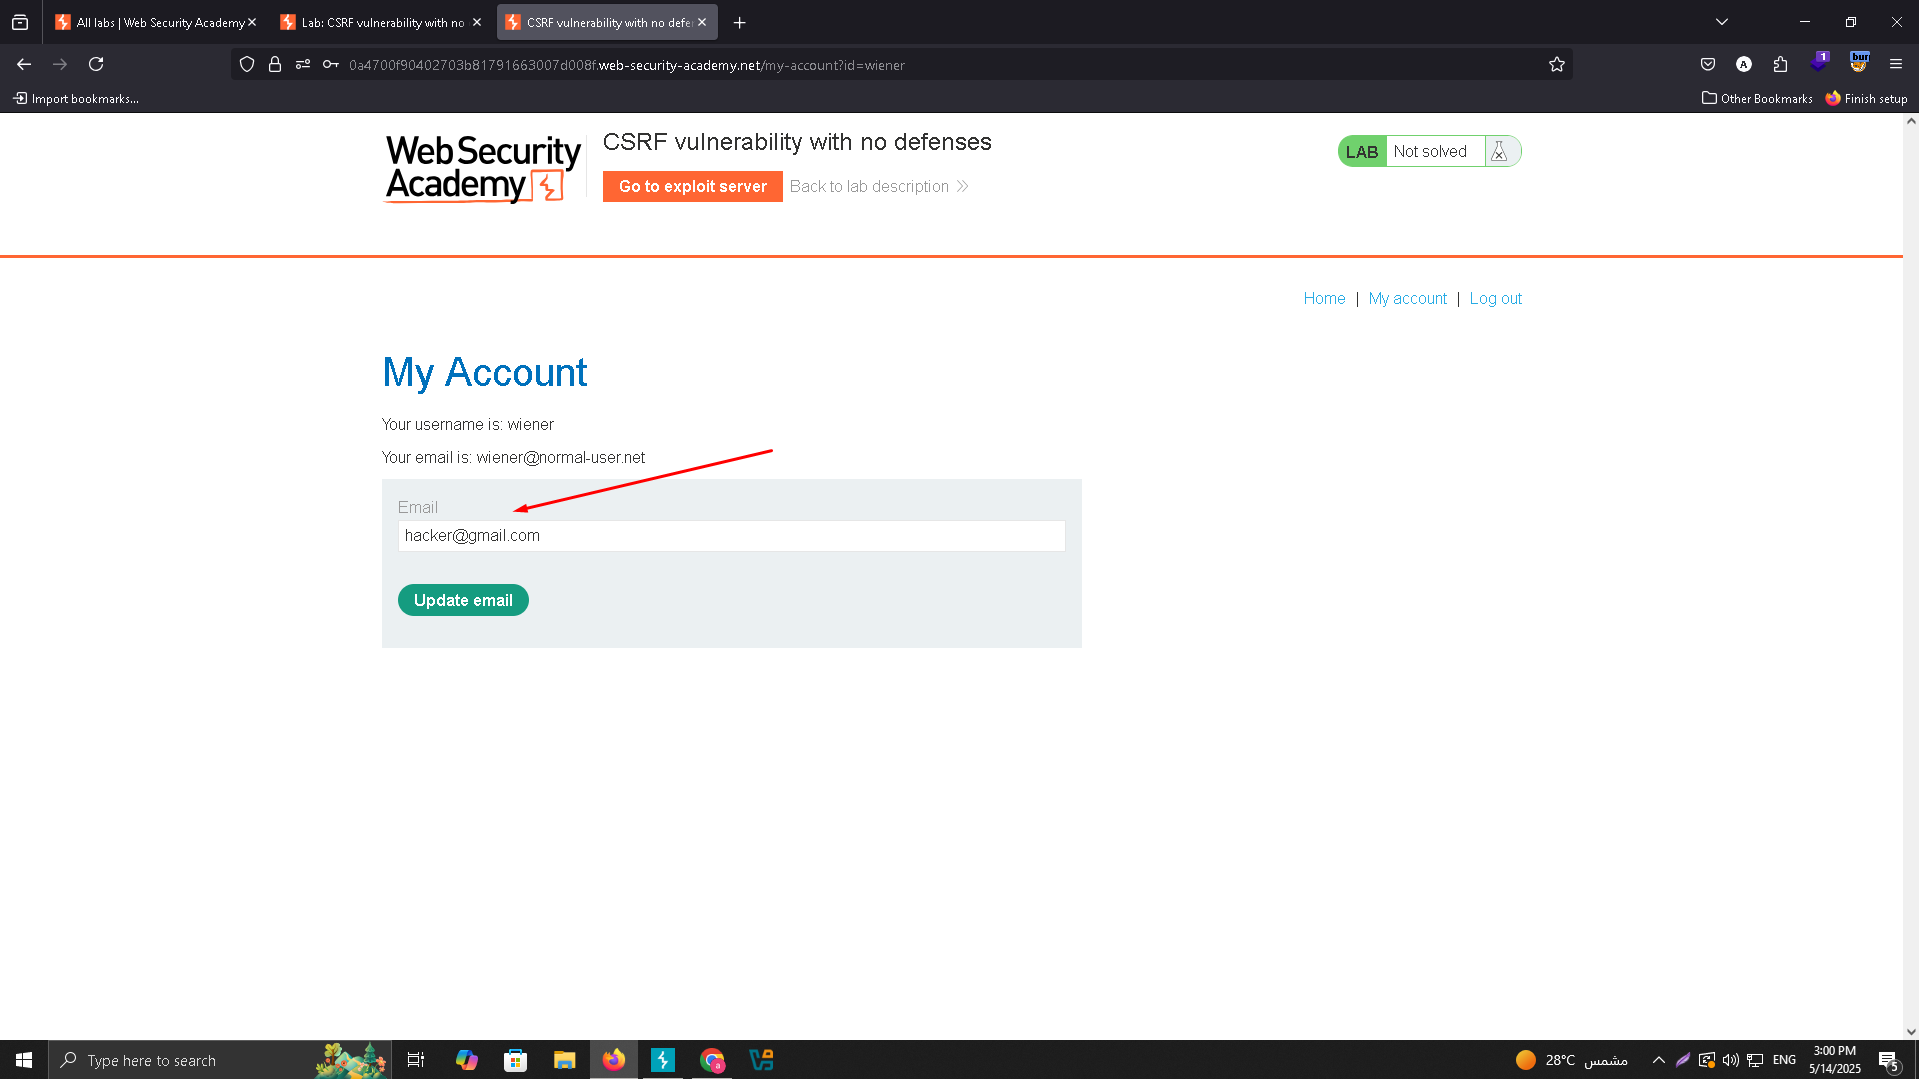 All labs | Web Security Academy
Lab: CSRF vulnerability with no
CSRF vulnerability with no defe
0a4700f90402703b81791663007d008f.web-security-academy.net/my-account?id=wiener
A
1
bur
Import bookmarks...
Other Bookmarks
Finish setup
WebSecurity
Academy
CSRF vulnerability with no defenses
Go to exploit server
Back to lab description
LAB
Not solved
Home | My account | Log out
My Account
Your username is: wiener
Your email is: wiener@normal-user.net
Email
hacker@gmail.com
Update email
Type here to search
a
28°C
مشمس
ENG
3:00 PM
5/14/2025
5